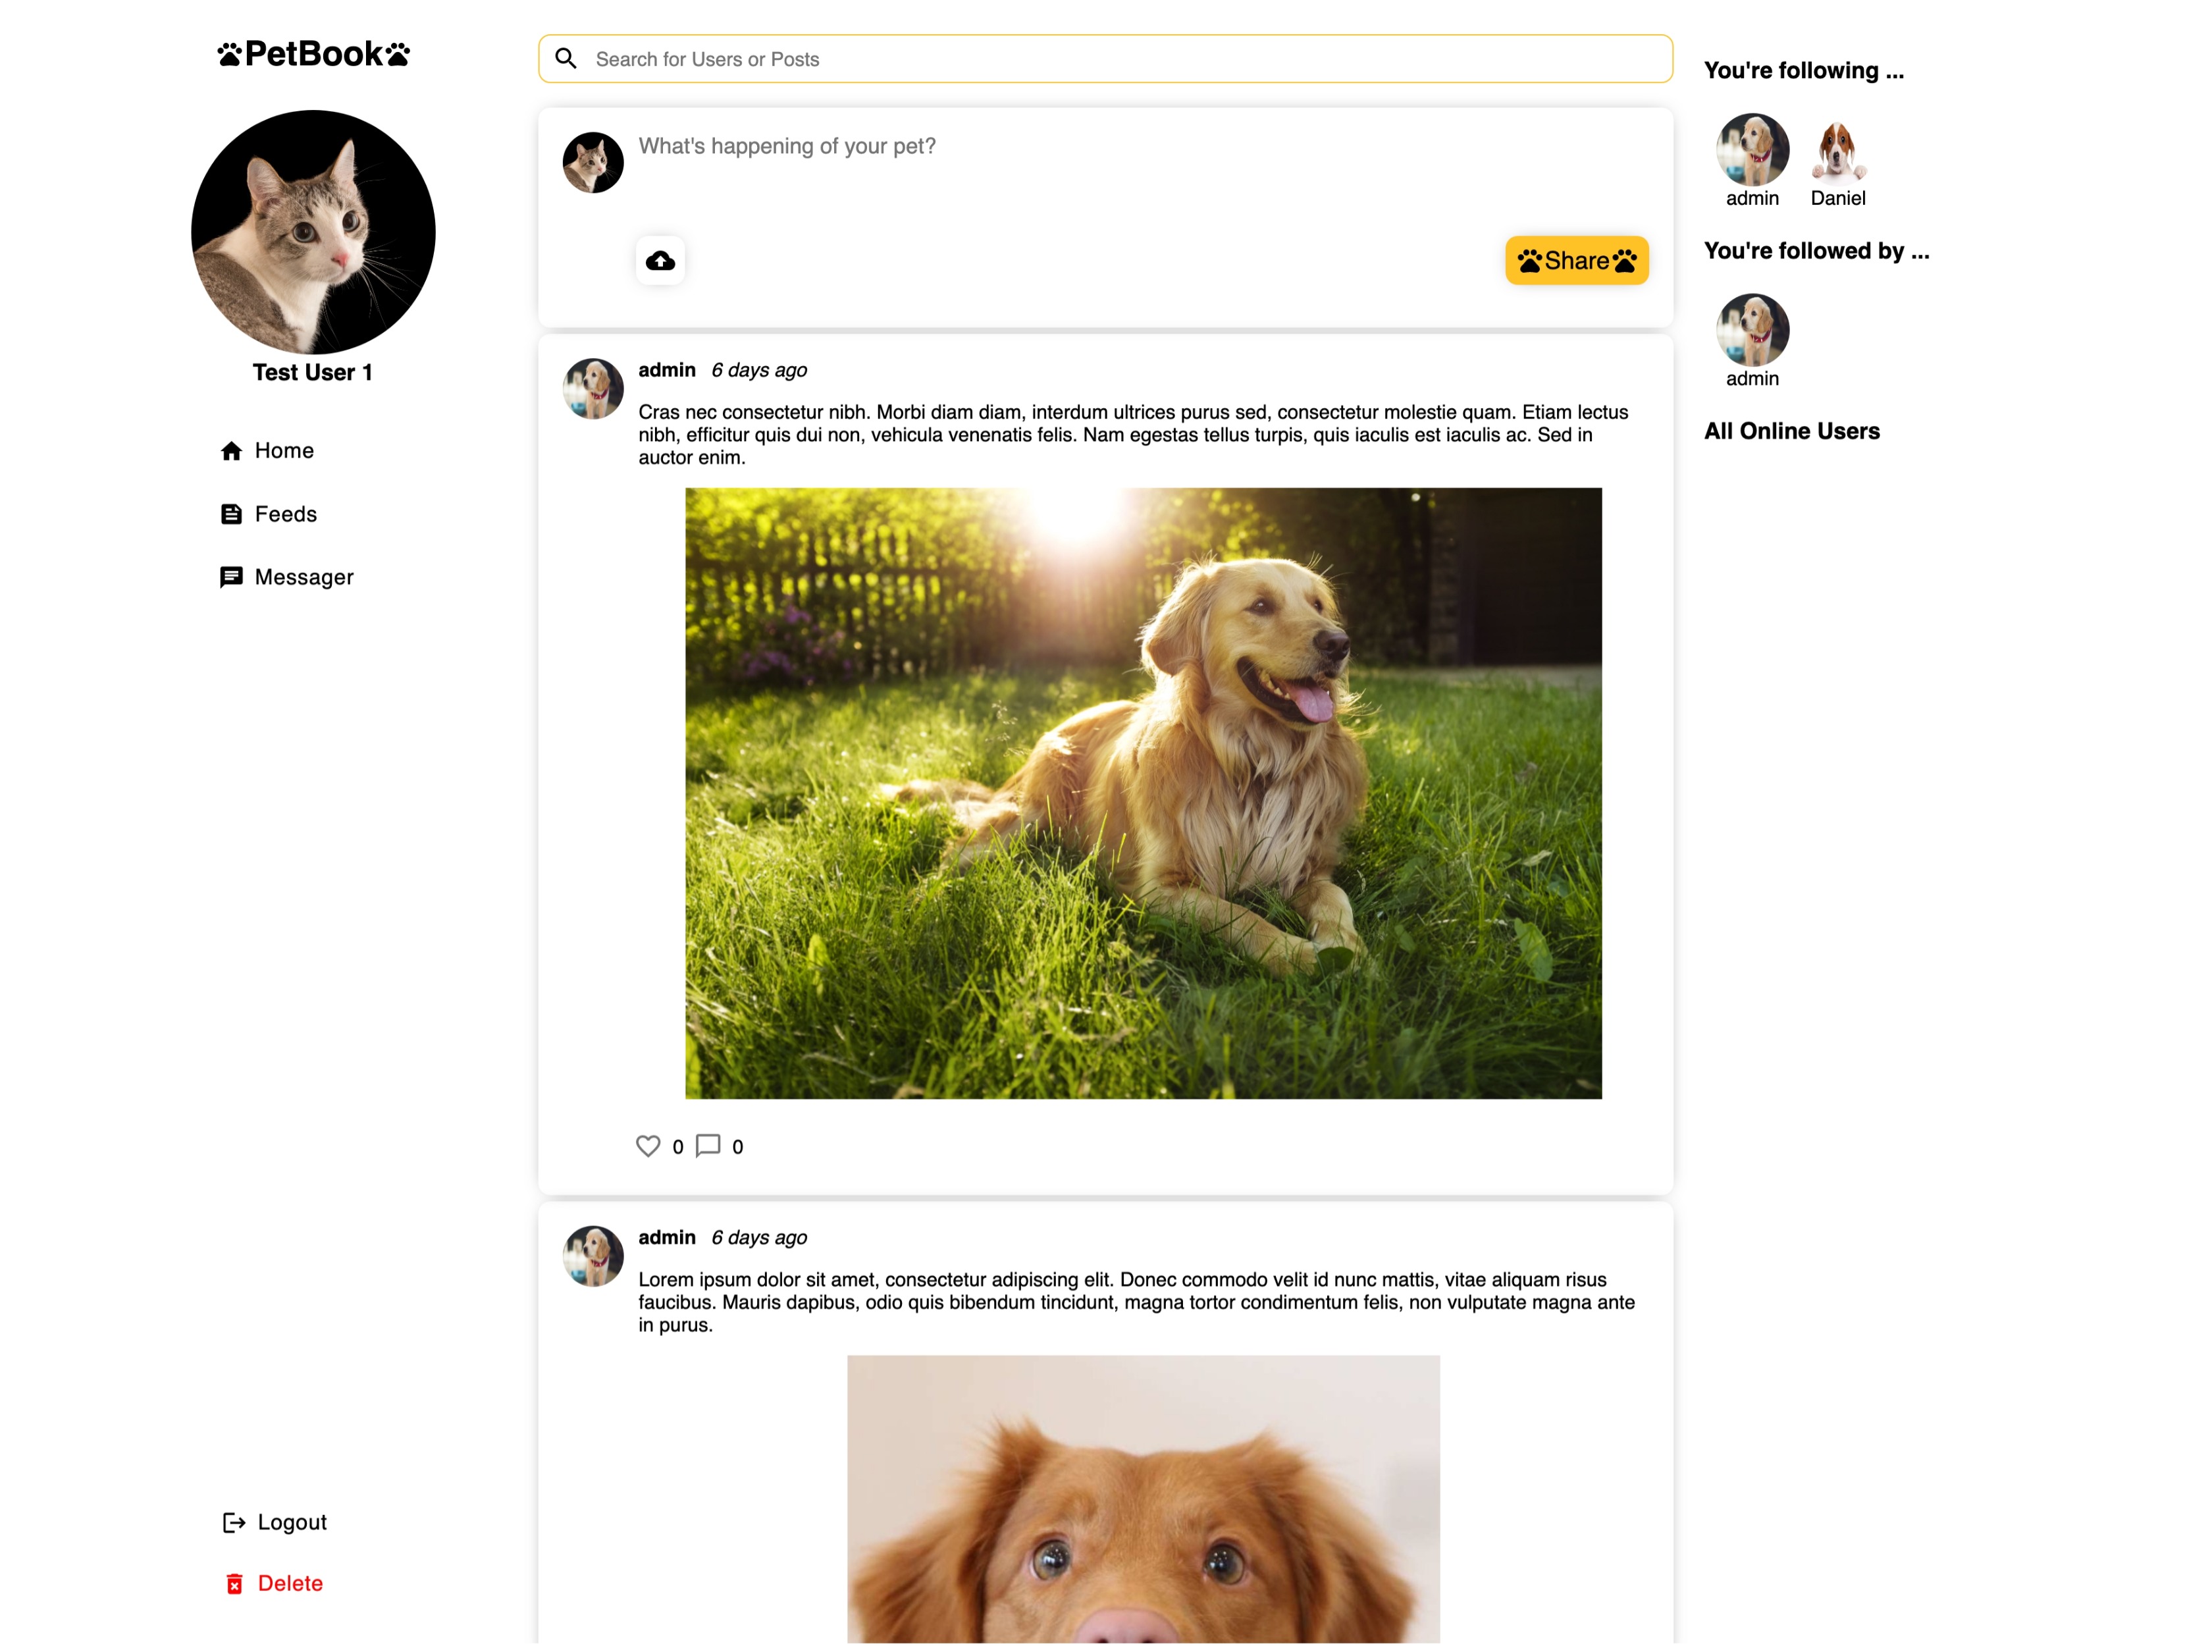 PetBook
Test User 1
Home
Feeds
Messager
Logout
Delete
Search for Users or Posts
What's happening of your pet?
Share
admin 6 days ago
Cras nec consectetur nibh. Morbi diam diam, interdum ultrices purus sed, consectetur molestie quam. Etiam lectus
nibh, efficitur quis dui non, vehicula venenatis felis. Nam egestas tellus turpis, quis iaculis est iaculis ac. Sed in
auctor enim.
0 0
admin 6 days ago
Lorem ipsum dolor sit amet, consectetur adipiscing elit. Donec commodo velit id nunc mattis, vitae aliquam risus
faucibus. Mauris dapibus, odio quis bibendum tincidunt, magna tortor condimentum felis, non vulputate magna ante
in purus.
You're following ...
admin Daniel
You're followed by ...
admin
All Online Users